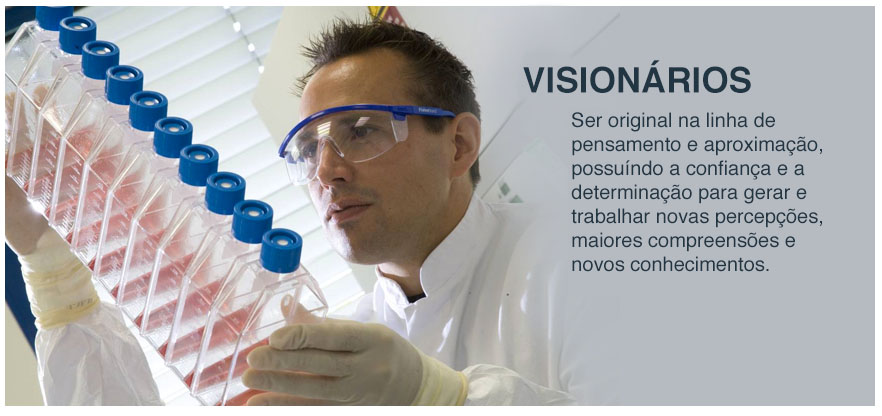 VISIONÁRIOS
Ser original na linha de
pensamento e aproximação,
possuíndo a confiança e a
determinação para gerar e
trabalhar novas percepções,
maiores compreensões e
novos conhecimentos.